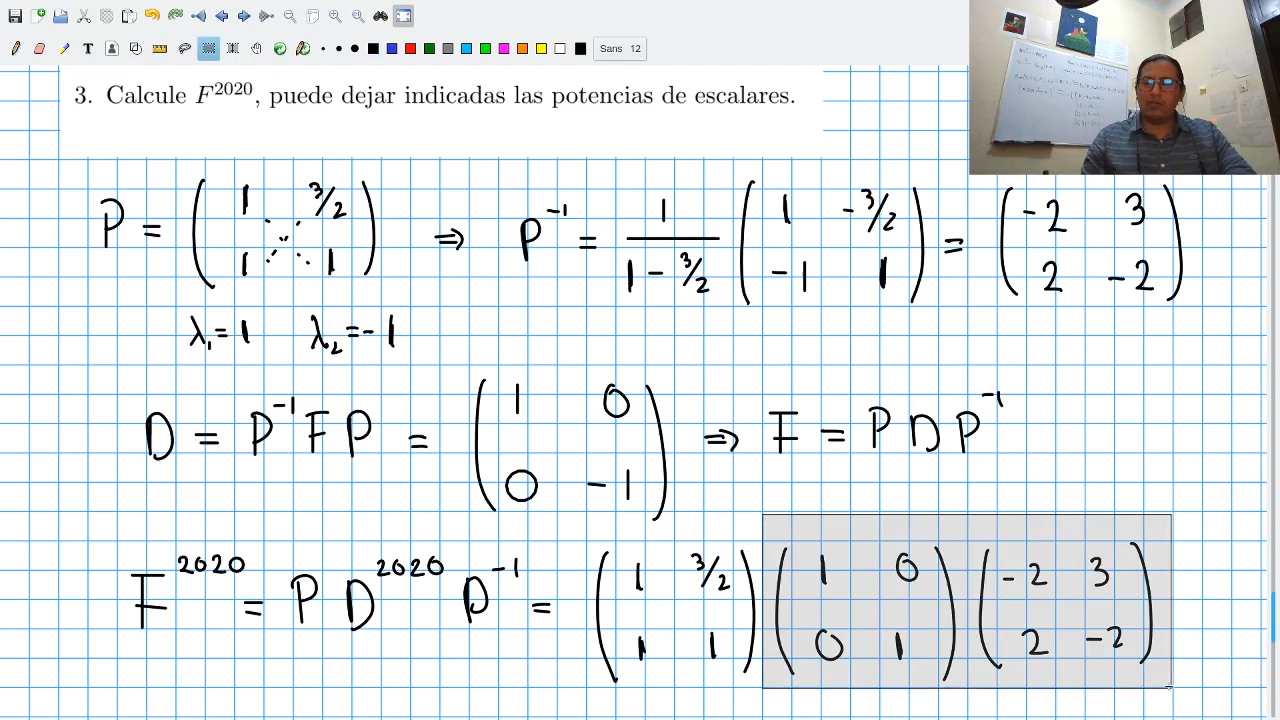 Sans 12
3. Calcule F^2020, puede dejar indicadas las potencias de escalares.
P = ( 1 3/2 ; 1 1 ) ⇒ P^-1 = 1/(1 - 3/2) ( 1 -3/2 ; -1 1 ) = ( -2 3 ; 2 -2 )
λ1 = 1 λ2 = -1
D = P^-1 F P = ( 1 0 ; 0 -1 ) ⇒ F = P D P^-1
F^2020 = P D^2020 P^-1 = ( 1 3/2 ; 1 1 ) ( 1 0 ; 0 1 ) ( -2 3 ; 2 -2 )